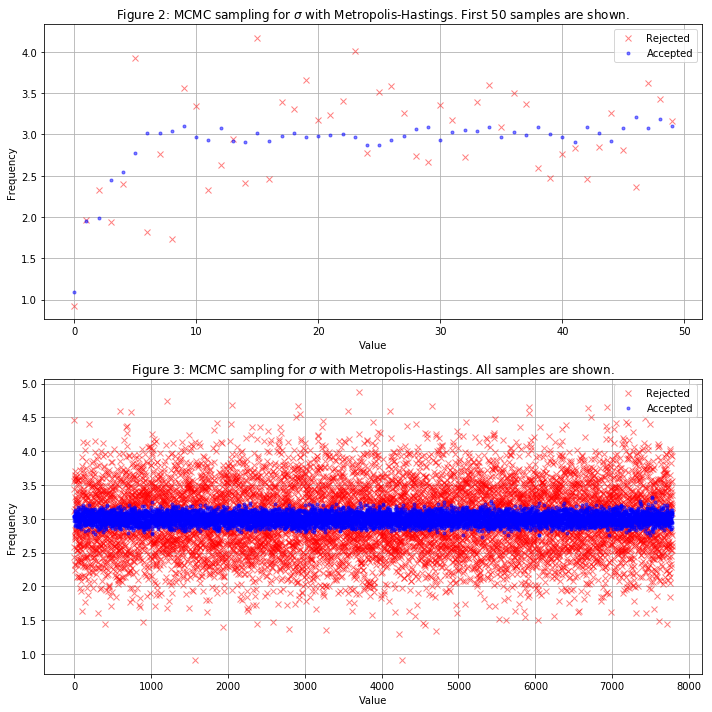 Figure 2: MCMC sampling for σ with Metropolis-Hastings. First 50 samples are shown.
Rejected
Accepted
Frequency
4.0
3.5
3.0
2.5
2.0
1.5
1.0
0 10 20 30 40 50
Value
Figure 3: MCMC sampling for σ with Metropolis-Hastings. All samples are shown.
Rejected
Accepted
Frequency
5.0
4.5
4.0
3.5
3.0
2.5
2.0
1.5
1.0
0 1000 2000 3000 4000 5000 6000 7000 8000
Value